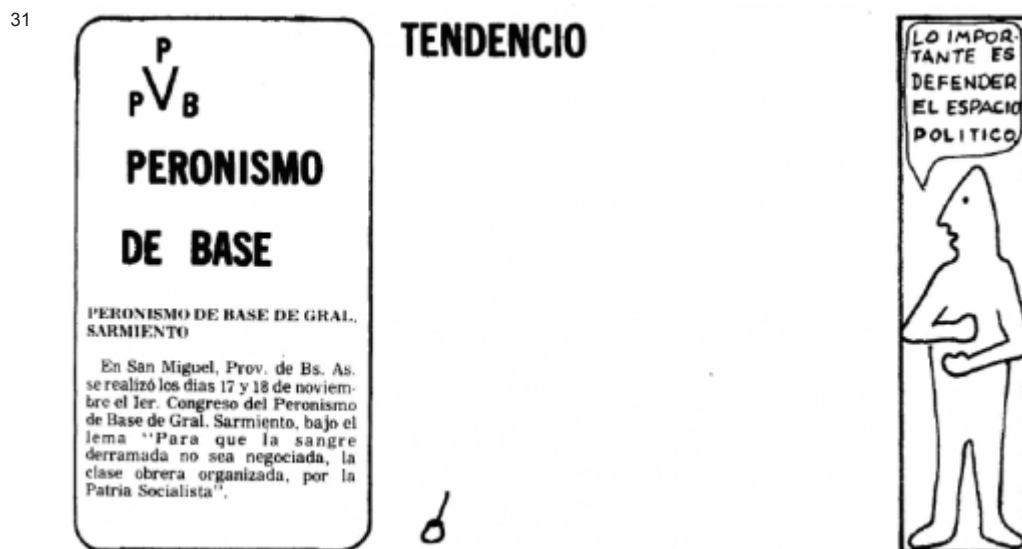 31
P
P V B
PERONISMO
DE BASE
PERONISMO DE BASE DE GRAL.
SARMIENTO
En San Miguel, Prov. de Bs. As.
se realizó los dias 17 y 18 de noviem-
bre el 1er. Congreso del Peronismo
de Base de Gral. Sarmiento, bajo el
lema "Para que la sangre
derramada no sea negociada, la
clase obrera organizada, por la
Patria Socialista".
TENDENCIO
LO IMPOR-
TANTE ES
DEFENDER
EL ESPACIO
POLITICO